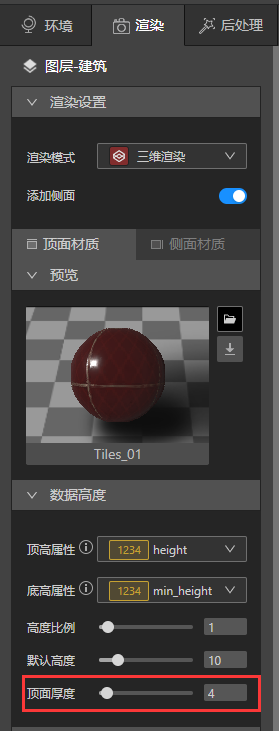 环境 渲染 后处理
图层-建筑
渲染设置
渲染模式 三维渲染
添加侧面
顶面材质 侧面材质
预览
Tiles_01
数据高度
顶高属性 1234 height
底高属性 1234 min_height
高度比例 1
默认高度 10
顶面厚度 4